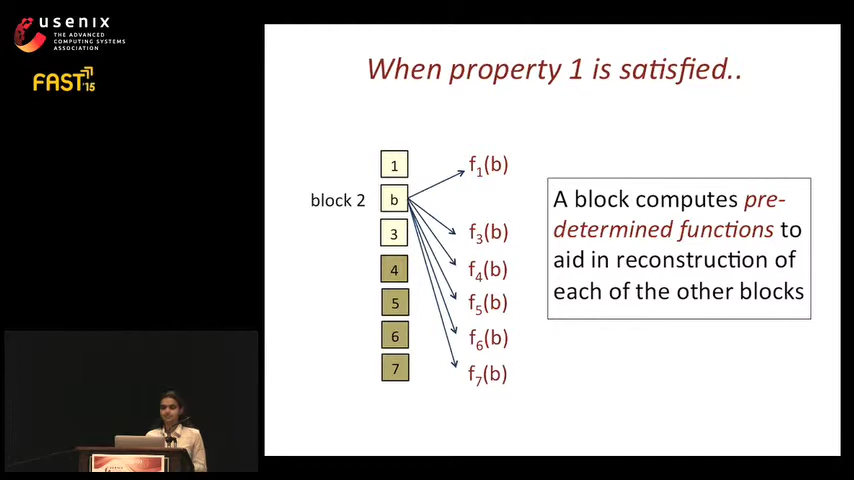 usenix
THE ADVANCED
COMPUTING SYSTEMS
ASSOCIATION
FAST'15
When property 1 is satisfied..
1
f1(b)
block 2
b
3
f3(b)
4
f4(b)
5
f5(b)
6
f6(b)
7
f7(b)
A block computes pre-
determined functions to
aid in reconstruction of
each of the other blocks